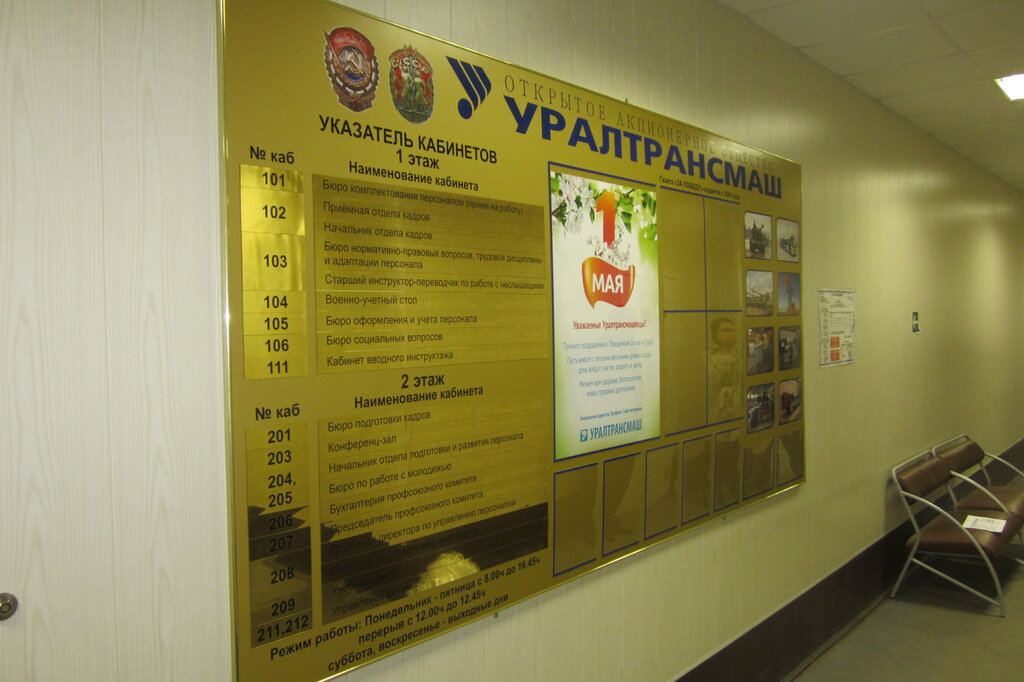 СССР
ОТКРЫТОЕ АКЦИОНЕРНОЕ ОБЩЕСТВО
УРАЛТРАНСМАШ
УКАЗАТЕЛЬ КАБИНЕТОВ
1 этаж
№ каб
Наименование кабинета
101
Бюро комплектования персоналом (прием на работу)
102
Приёмная отдела кадров
Начальник отдела кадров
103
Бюро нормативно-правовых вопросов, трудовой дисциплины
и адаптации персонала
Старший инструктор-переводчик по работе с неслышащими
104
Военно-учетный стол
105
Бюро оформления и учета персонала
106
Бюро социальных вопросов
111
Кабинет вводного инструктажа
2 этаж
№ каб
Наименование кабинета
201
Бюро подготовки кадров
203
Конференц-зал
204,
205
Начальник отдела подготовки и развития персонала
Бюро по работе с молодежью
206
Бухгалтерия профсоюзного комитета
207
Председатель профсоюзного комитета
208
директора по управлению персоналом
209
211,212
Режим работы: Понедельник - пятница с 8.00ч до 16.45ч
перерыв с 12.00ч до 12.45ч
суббота, воскресенье - выходные дни
1
МАЯ
Уважаемые Уралтрансмашевцы!
УРАЛТРАНСМАШ